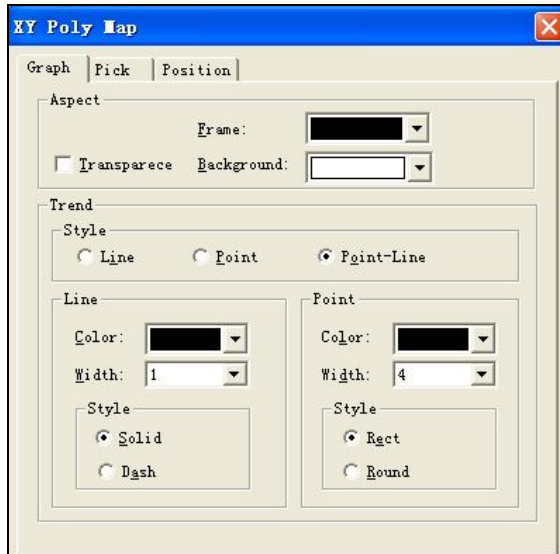 XY Poly Map
Graph Pick Position
Aspect
Frame:
Transparece Background:
Trend
Style
Line Point Point-Line
Line Point
Color: Color:
Width: 1 Width: 4
Style Style
Solid Rect
Dash Round